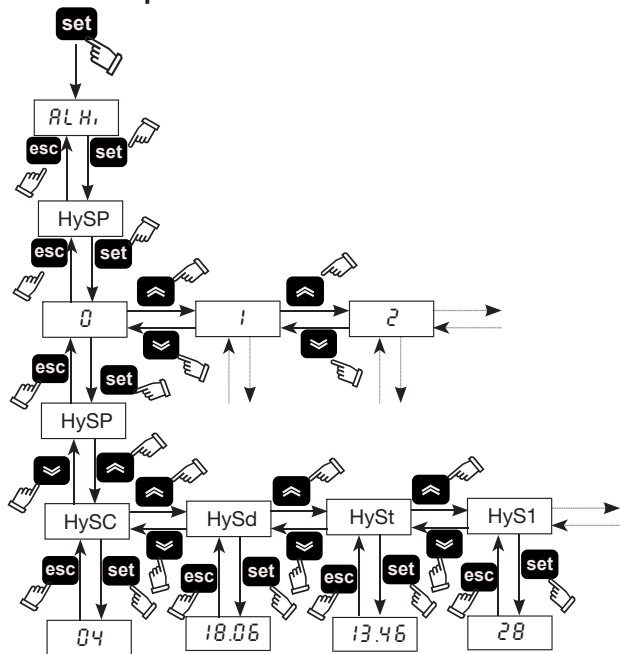 set
ALHi
esc set
HySP
esc set
0 1 2
esc set
HySP
HySC HySd HySt HyS1
esc set esc set esc set esc set
04 18.06 13.46 28